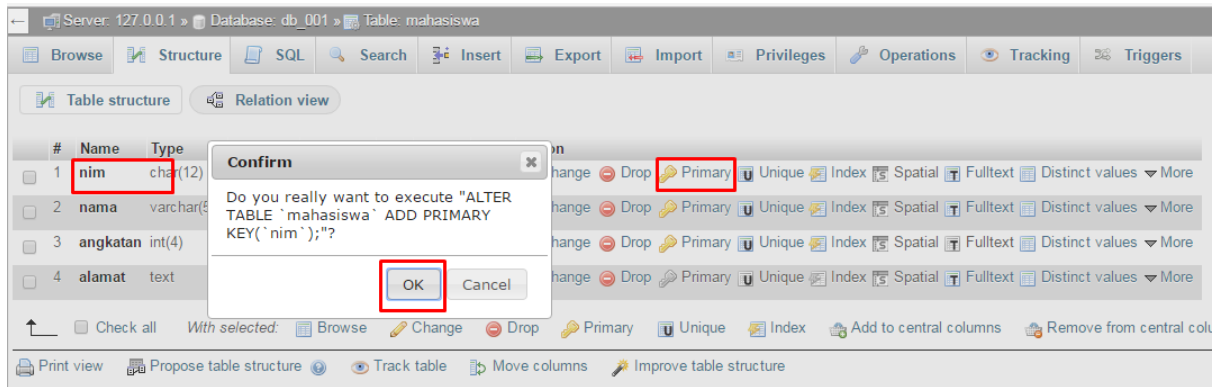 ← Server: 127.0.0.1 » Database: db_001 » Table: mahasiswa
Browse Structure SQL Search Insert Export Import Privileges Operations Tracking Triggers
Table structure Relation view
# Name Type
1 nim char(12) hange Drop Primary Unique Index Spatial Fulltext Distinct values More
2 nama hange Drop Primary Unique Index Spatial Fulltext Distinct values More
3 angkatan int(4) hange Drop Primary Unique Index Spatial Fulltext Distinct values More
4 alamat text hange Drop Primary Unique Index Spatial Fulltext Distinct values More
Confirm
Do you really want to execute "ALTER
TABLE `mahasiswa` ADD PRIMARY
KEY(`nim`);"?
OK Cancel
Check all With selected: Browse Change Drop Primary Unique Index Add to central columns Remove from central
Print view Propose table structure Track table Move columns Improve table structure